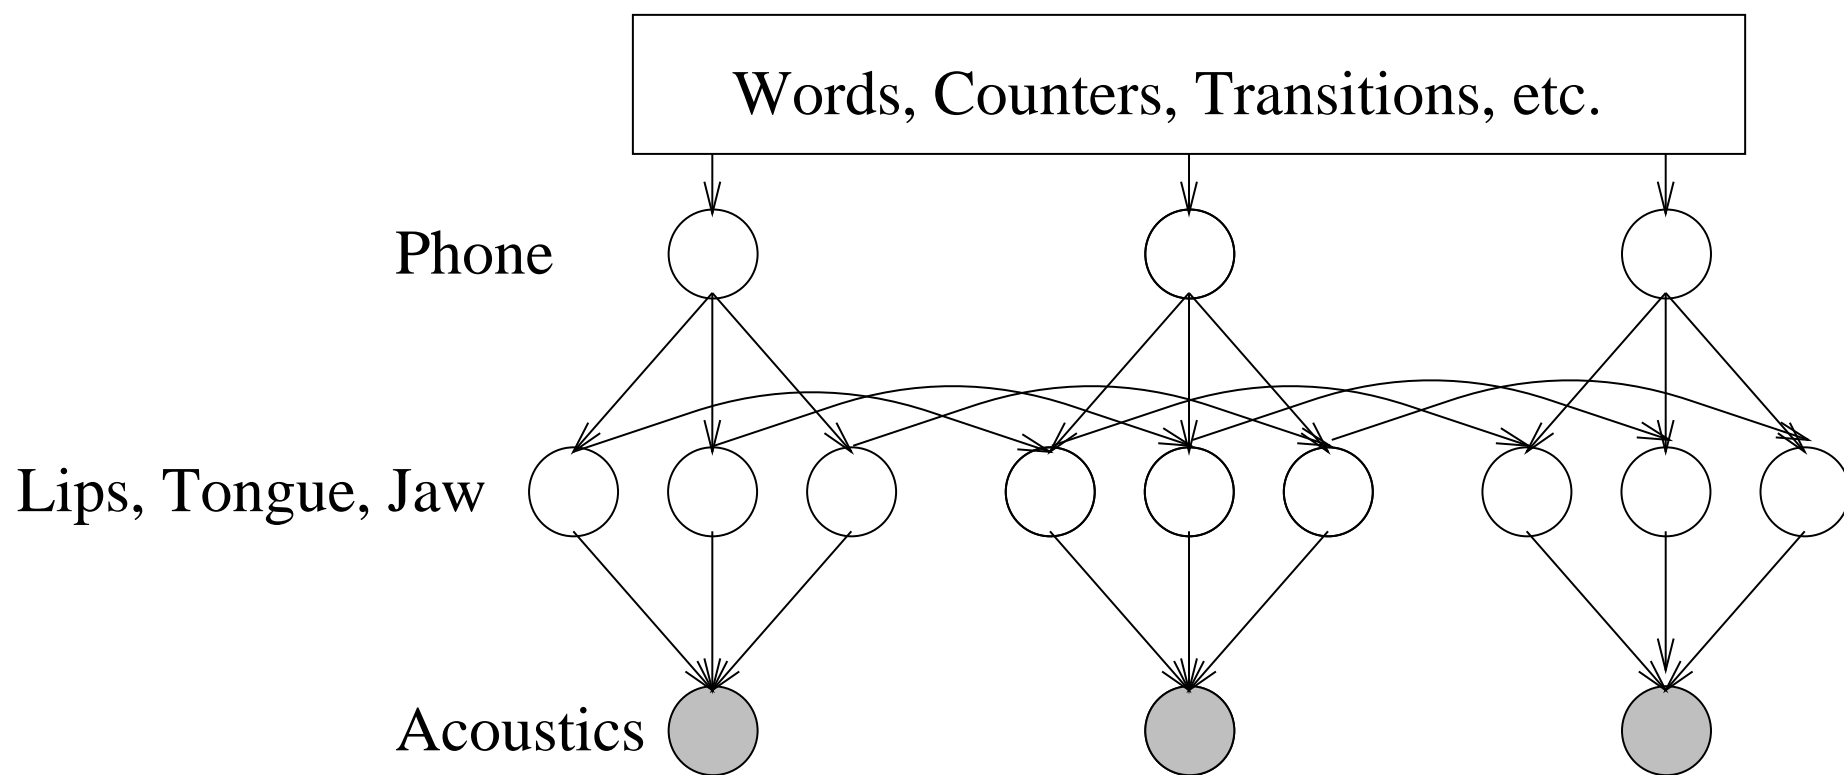 Words, Counters, Transitions, etc.
Phone
Lips, Tongue, Jaw
Acoustics